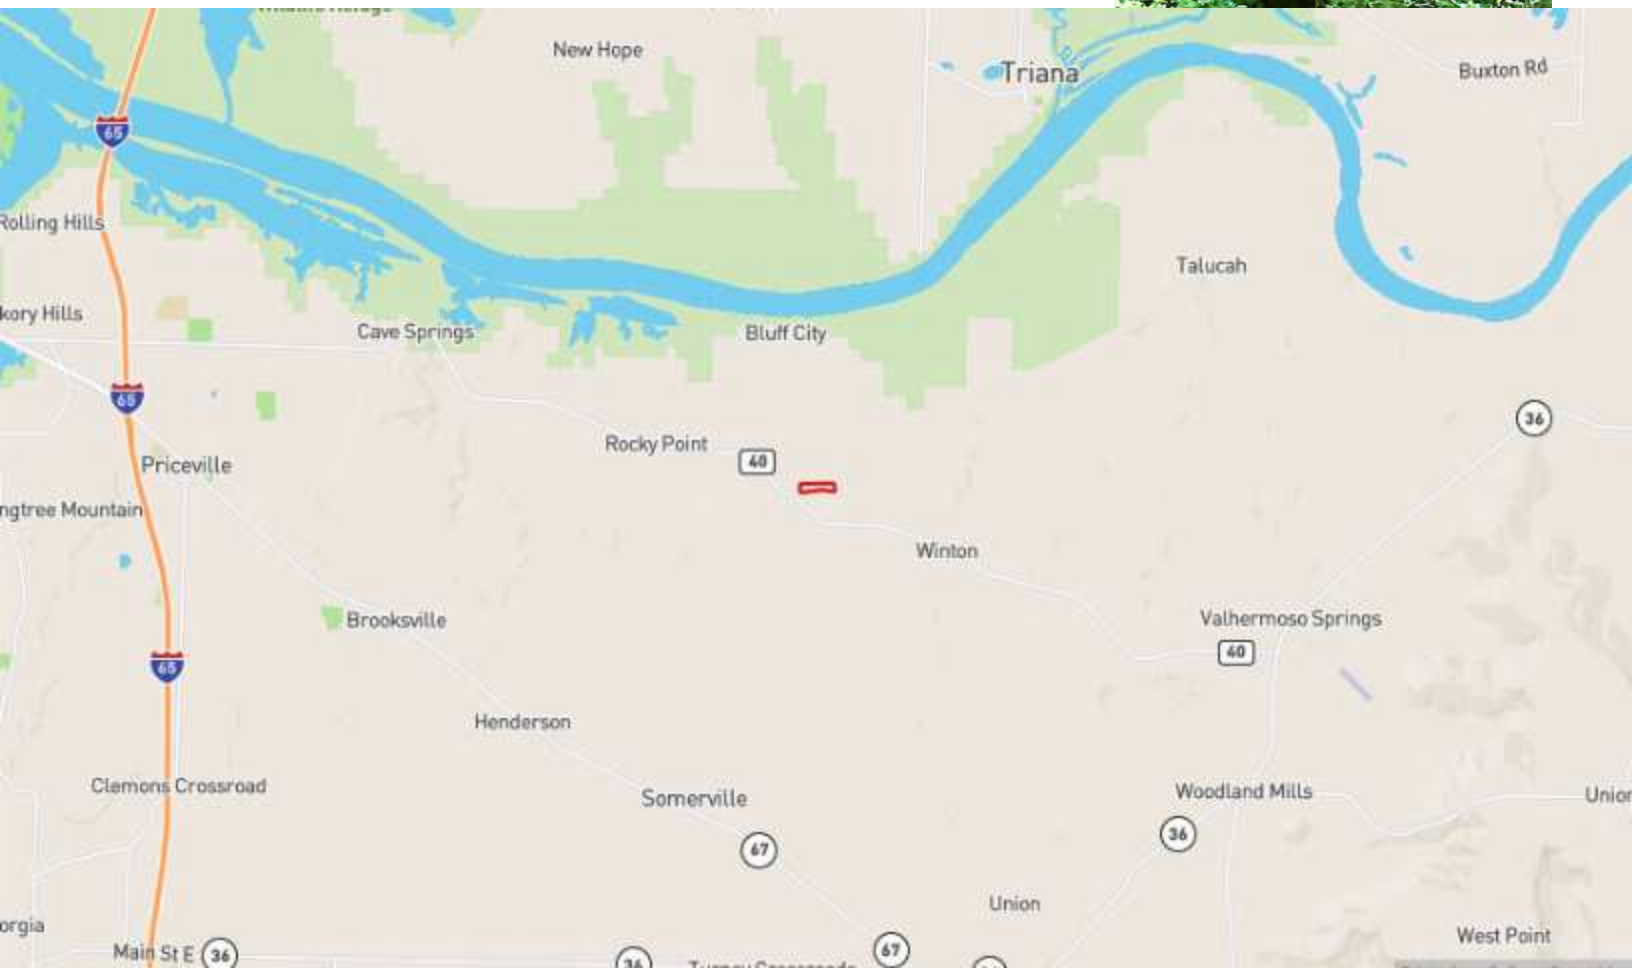 New Hope
Triana
Buxton Rd
65
Rolling Hills
Talucah
kory Hills
Cave Springs
Bluff City
65
36
Rocky Point
40
Priceville
ngtree Mountain
Winton
Brooksville
Valhermoso Springs
40
65
Henderson
Clemons Crossroad
Somerville
Woodland Mills
Union
36
67
Union
orgia
West Point
Main St E
36
67
36